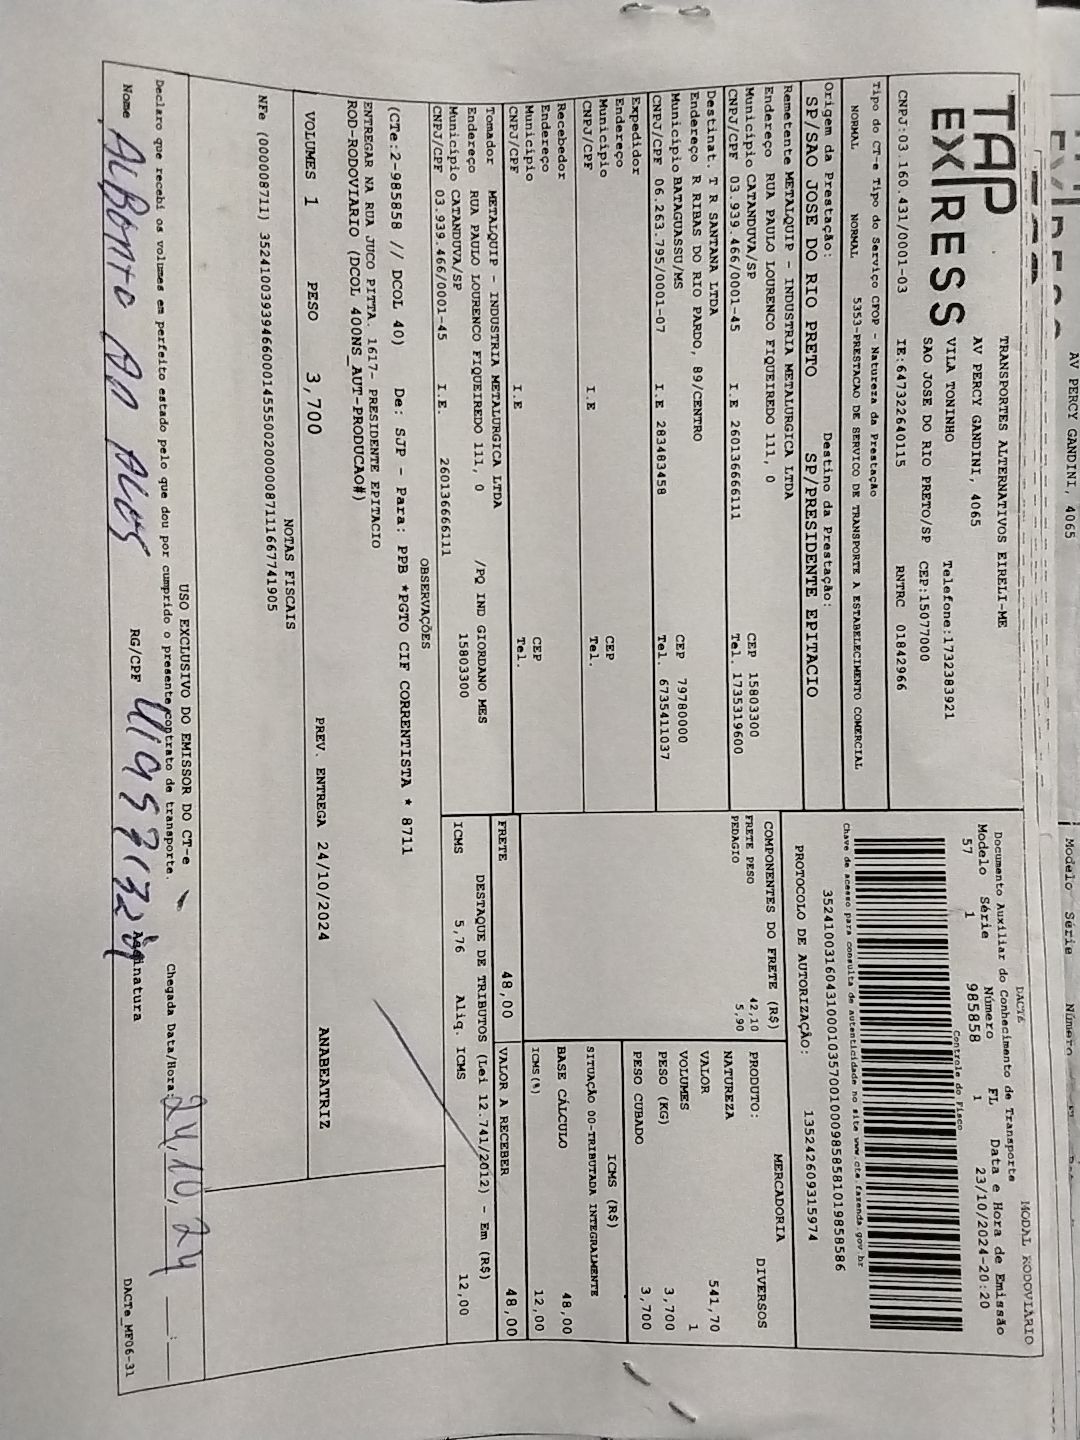 TAP
EXPRESS
TRANSPORTES ALTERNATIVOS EIRELI-ME
AV PERCY GANDINI, 4065
VILA TONINHO Telefone:1732383921
SAO JOSE DO RIO PRETO/SP CEP:15077000
CNPJ:03.160.431/0001-03 IE:647322640115 RNTRC 01842966
DACTE MODAL RODOVIARIO
Documento Auxiliar do Conhecimento de Transporte
Modelo Série Número FL Data e Hora de Emissão
57 1 985858 1 23/10/2024-20:20
Controle do Fisco
Chave de acesso para consulta de autenticidade no site www.cte.fazenda.gov.br
35241003160431000103570010009858581019858586
PROTOCOLO DE AUTORIZAÇÃO: 135242609315974
Tipo do CT-e Tipo do Serviço CFOP - Natureza da Prestação
NORMAL NORMAL 5353-PRESTACAO DE SERVICO DE TRANSPORTE A ESTABELECIMENTO COMERCIAL
Origem da Prestação: Destino da Prestação:
SP/SAO JOSE DO RIO PRETO SP/PRESIDENTE EPITACIO
Remetente METALQUIP - INDUSTRIA METALURGICA LTDA
Endereço RUA PAULO LOURENCO FIQUEIREDO 111, 0
Município CATANDUVA/SP CEP 15803300
CNPJ/CPF 03.939.466/0001-45 I.E 260136666111 Tel. 1735319600
Destinat. T R SANTANA LTDA
Endereço R RIBAS DO RIO PARDO, 89/CENTRO
Município BATAGUASSU/MS CEP 79780000
CNPJ/CPF 06.263.795/0001-07 I.E 283483458 Tel. 6735411037
Expedidor
Endereço
Município CEP
CNPJ/CPF I.E Tel.
Recebedor
Endereço
Município CEP
CNPJ/CPF I.E Tel.
Tomador METALQUIP - INDUSTRIA METALURGICA LTDA
Endereço RUA PAULO LOURENCO FIQUEIREDO 111, 0 /PQ IND GIORDANO MES
Município CATANDUVA/SP 15803300
CNPJ/CPF 03.939.466/0001-45 I.E. 260136666111
COMPONENTES DO FRETE (R$)
FRETE PESO 42,10
PEDAGIO 5,90
MERCADORIA
PRODUTO: DIVERSOS
NATUREZA
VALOR 541,70
VOLUMES 1
PESO (KG) 3,700
PESO CUBADO 3,700
ICMS (R$)
SITUAÇÃO 00-TRIBUTADA INTEGRALMENTE
BASE CÁLCULO 48,00
ICMS(%) 12,00
FRETE 48,00 VALOR A RECEBER 48,00
DESTAQUE DE TRIBUTOS (Lei 12.741/2012) - Em (R$)
ICMS 5,76 Aliq. ICMS 12,00
OBSERVAÇÕES
(CTe:2-985858 // DCOL 40) De: SJP - Para: PPB *PGTO CIF CORRENTISTA * 8711
ENTREGAR NA RUA JUCO PITTA. 1617- PRESIDENTE EPITACIO
ROD-RODOVIARIO (DCOL 400NS_AUT-PRODUCAO#)
VOLUMES 1 PESO 3,700 PREV. ENTREGA 24/10/2024 ANABEATRIZ
NOTAS FISCAIS
NFe (000008711) 35241003939466000145550020000087111667741905
USO EXCLUSIVO DO EMISSOR DO CT-e
Declaro que recebi os volumes em perfeito estado pelo que dou por cumprido o presente contrato de transporte. Chegada Data/Hora: 24,10,24 :
Nome RG/CPF Assinatura DACTe_MF06-31
AV PERCY GANDINI, 4065
Modelo Série Número